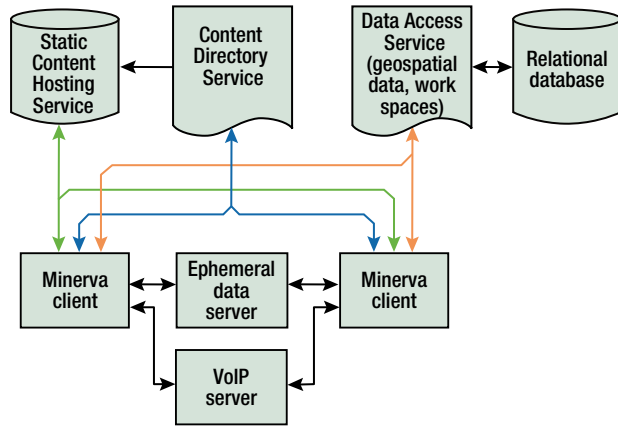 Static
Content
Hosting
Service
Content
Directory
Service
Data Access
Service
(geospatial
data, work
spaces)
Relational
database
Minerva
client
Ephemeral
data
server
Minerva
client
VoIP
server